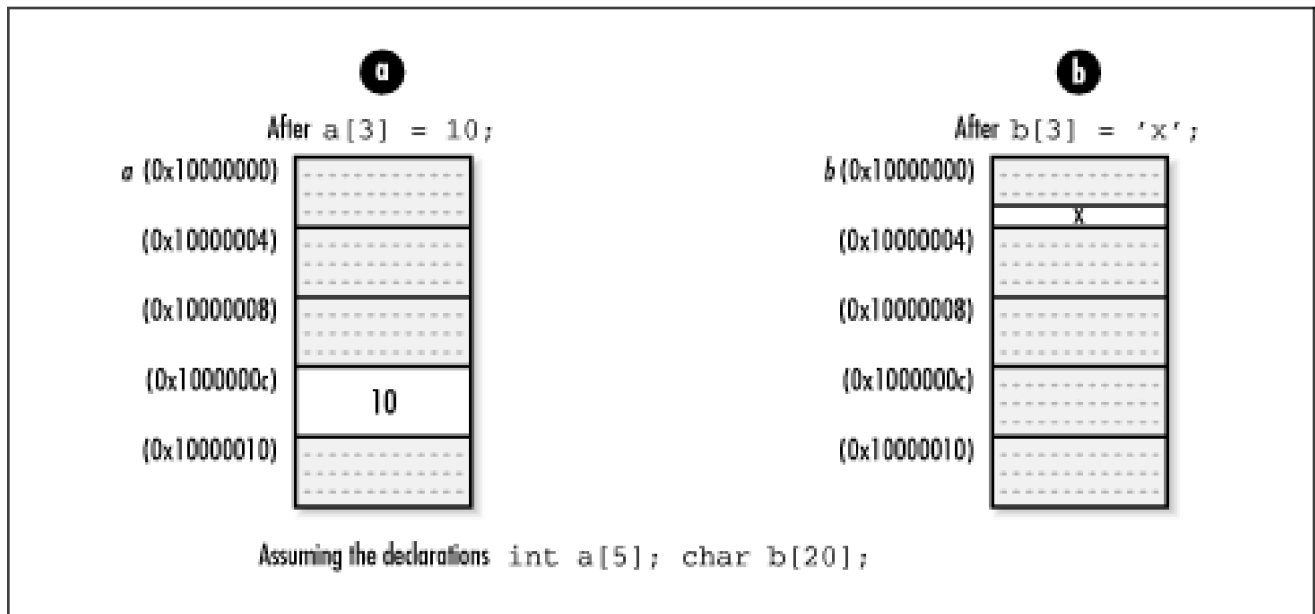 a
After a[3] = 10;
a (0x10000000)
(0x10000004)
(0x10000008)
(0x1000000c)
10
(0x10000010)
b
After b[3] = 'x';
b (0x10000000)
x
(0x10000004)
(0x10000008)
(0x1000000c)
(0x10000010)
Assuming the declarations int a[5]; char b[20];